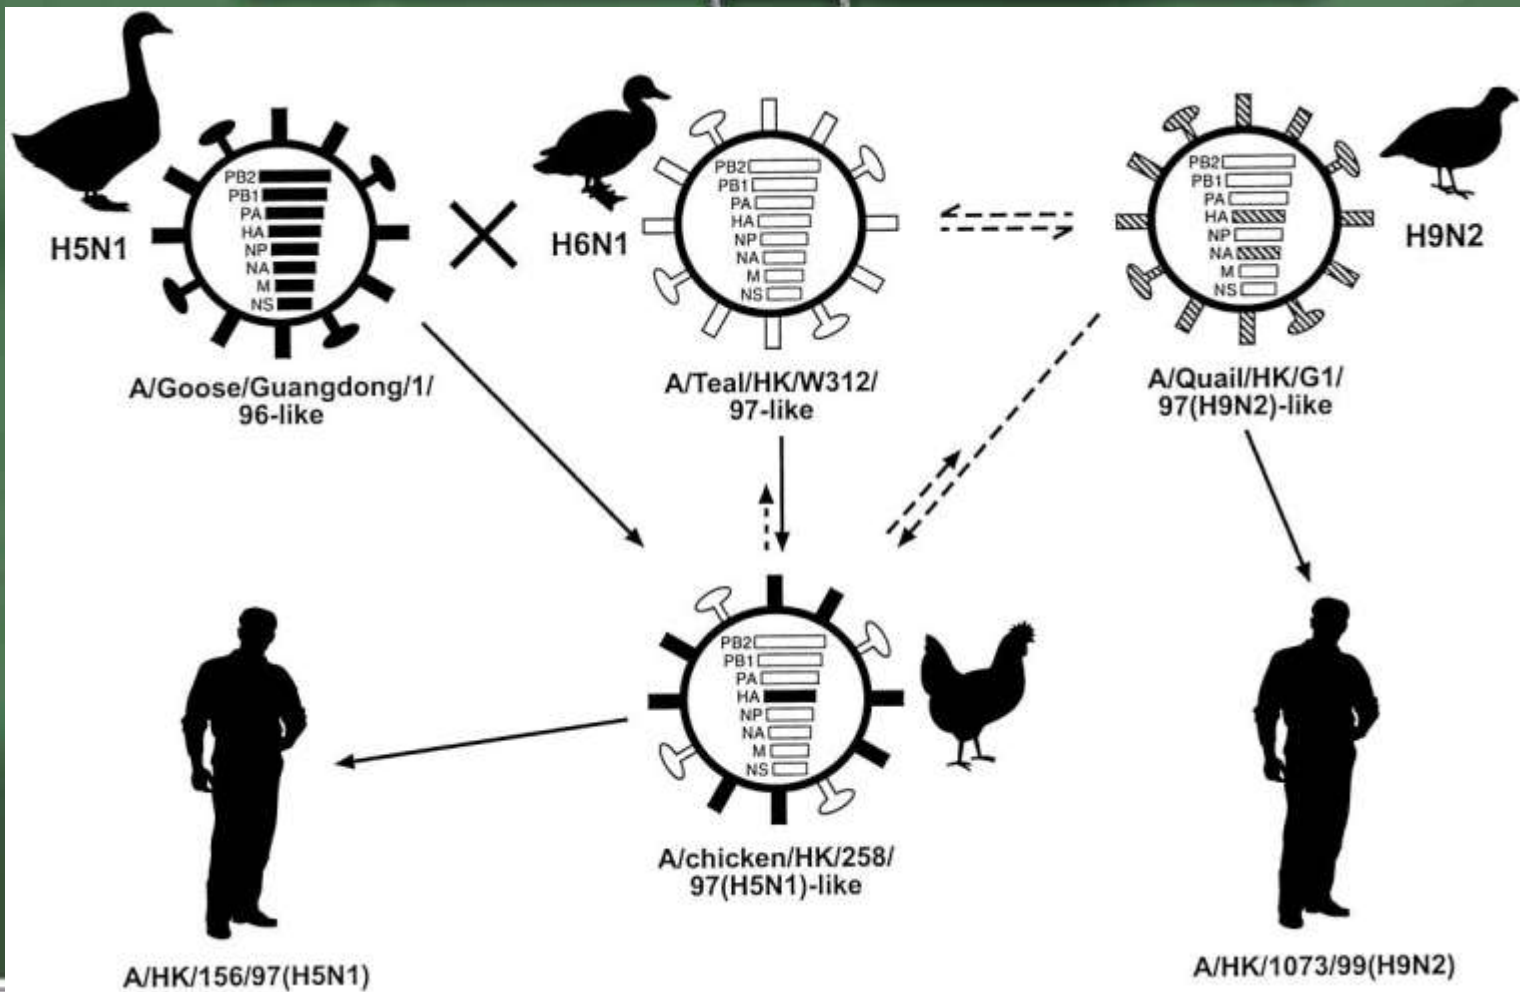 H5N1
PB2
PB1
PA
HA
NP
NA
M
NS
A/Goose/Guangdong/1/
96-like
H6N1
PB2
PB1
PA
HA
NP
NA
M
NS
A/Teal/HK/W312/
97-like
PB2
PB1
PA
HA
NP
NA
M
NS
H9N2
A/Quail/HK/G1/
97(H9N2)-like
PB2
PB1
PA
HA
NP
NA
M
NS
A/chicken/HK/258/
97(H5N1)-like
A/HK/156/97(H5N1)
A/HK/1073/99(H9N2)